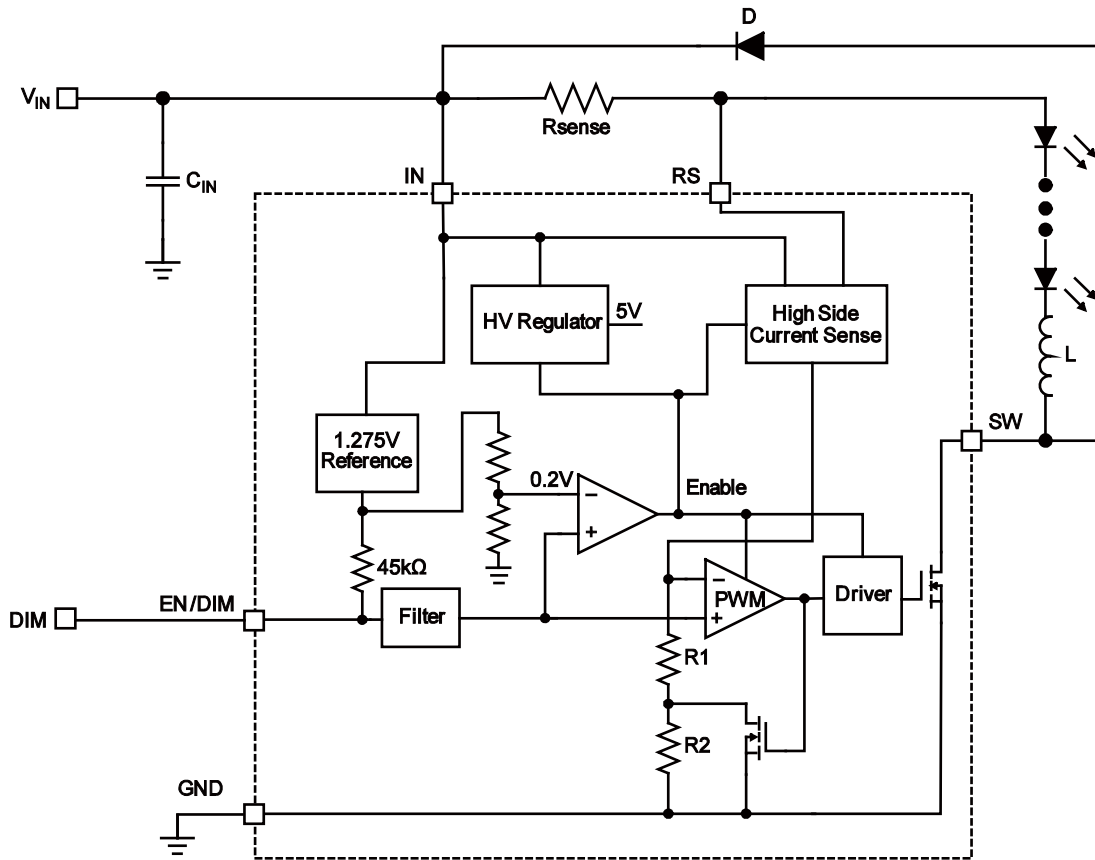 D
VIN
Rsense
CIN
IN
RS
HV Regulator
5V
High Side
Current Sense
L
1.275V
Reference
SW
0.2V
−
+
Enable
45kΩ
−
PWM
+
Driver
DIM
EN/DIM
Filter
R1
R2
GND